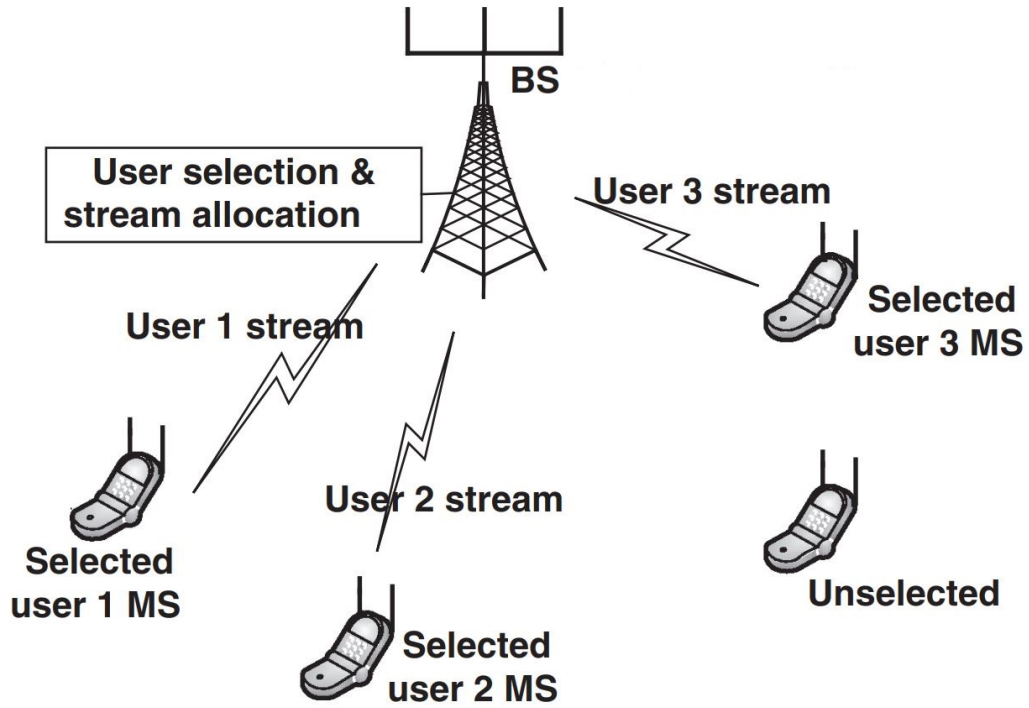 BS
User selection &
stream allocation
User 3 stream
Selected
user 3 MS
User 1 stream
User 2 stream
Selected
user 1 MS
Unselected
Selected
user 2 MS